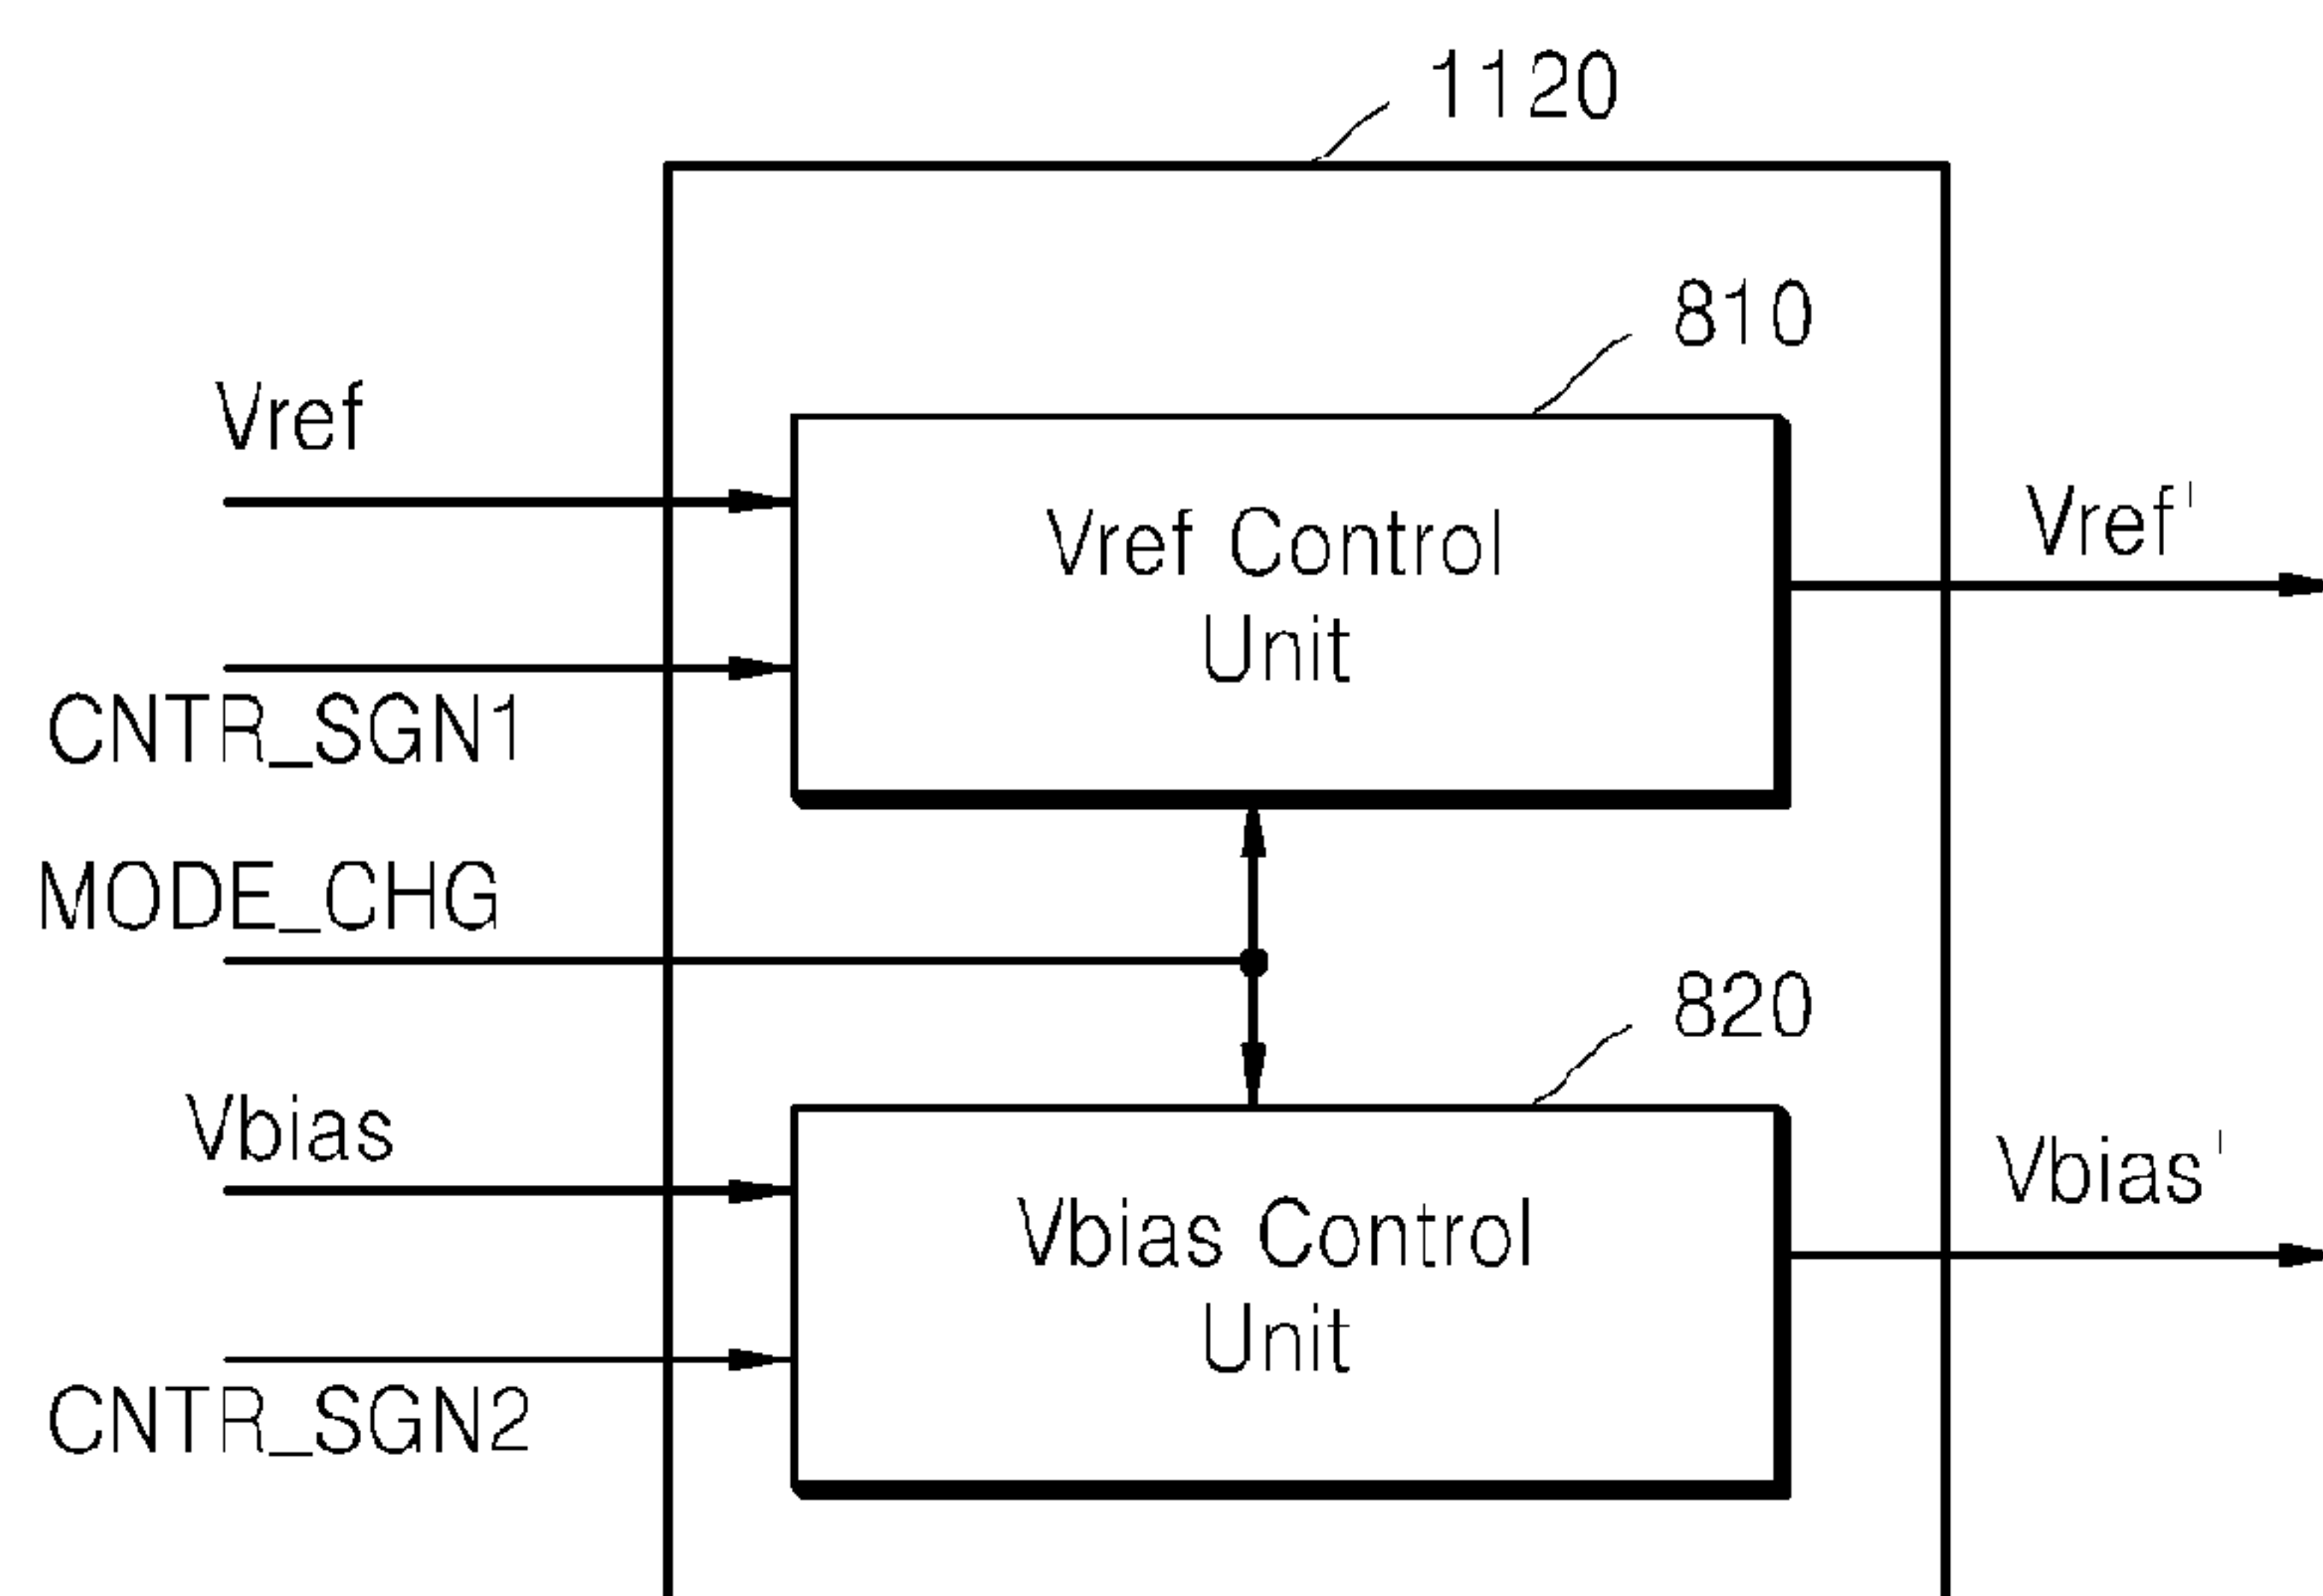 1120
810
Vref
Vref'
Vref Control
Unit
CNTR_SGN1
MODE_CHG
820
Vbias
Vbias'
Vbias Control
Unit
CNTR_SGN2